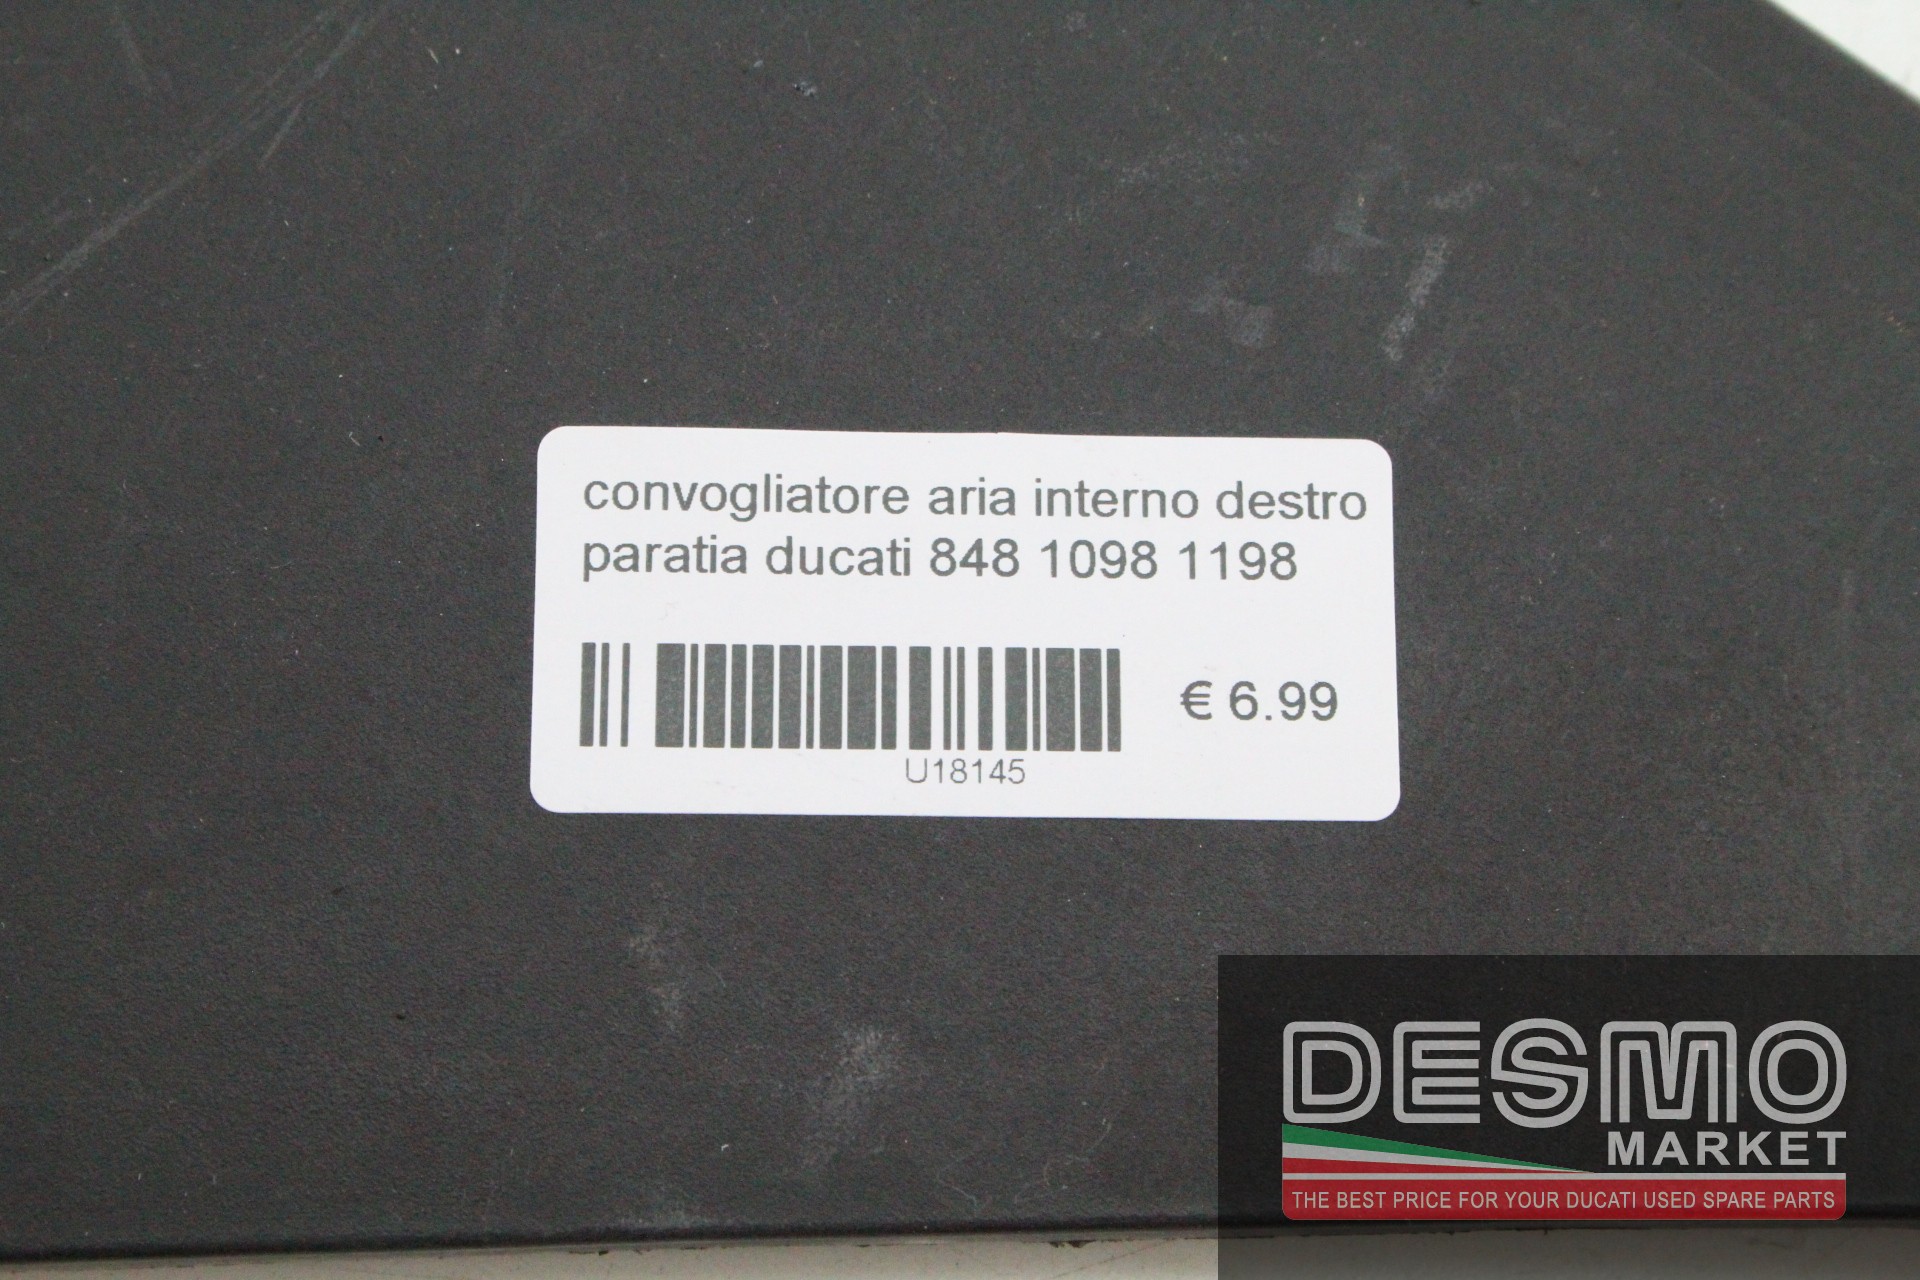 convogliatore aria interno destro
paratia ducati 848 1098 1198
€ 6.99
U18145
DESMO
MARKET
THE BEST PRICE FOR YOUR DUCATI USED SPARE PARTS